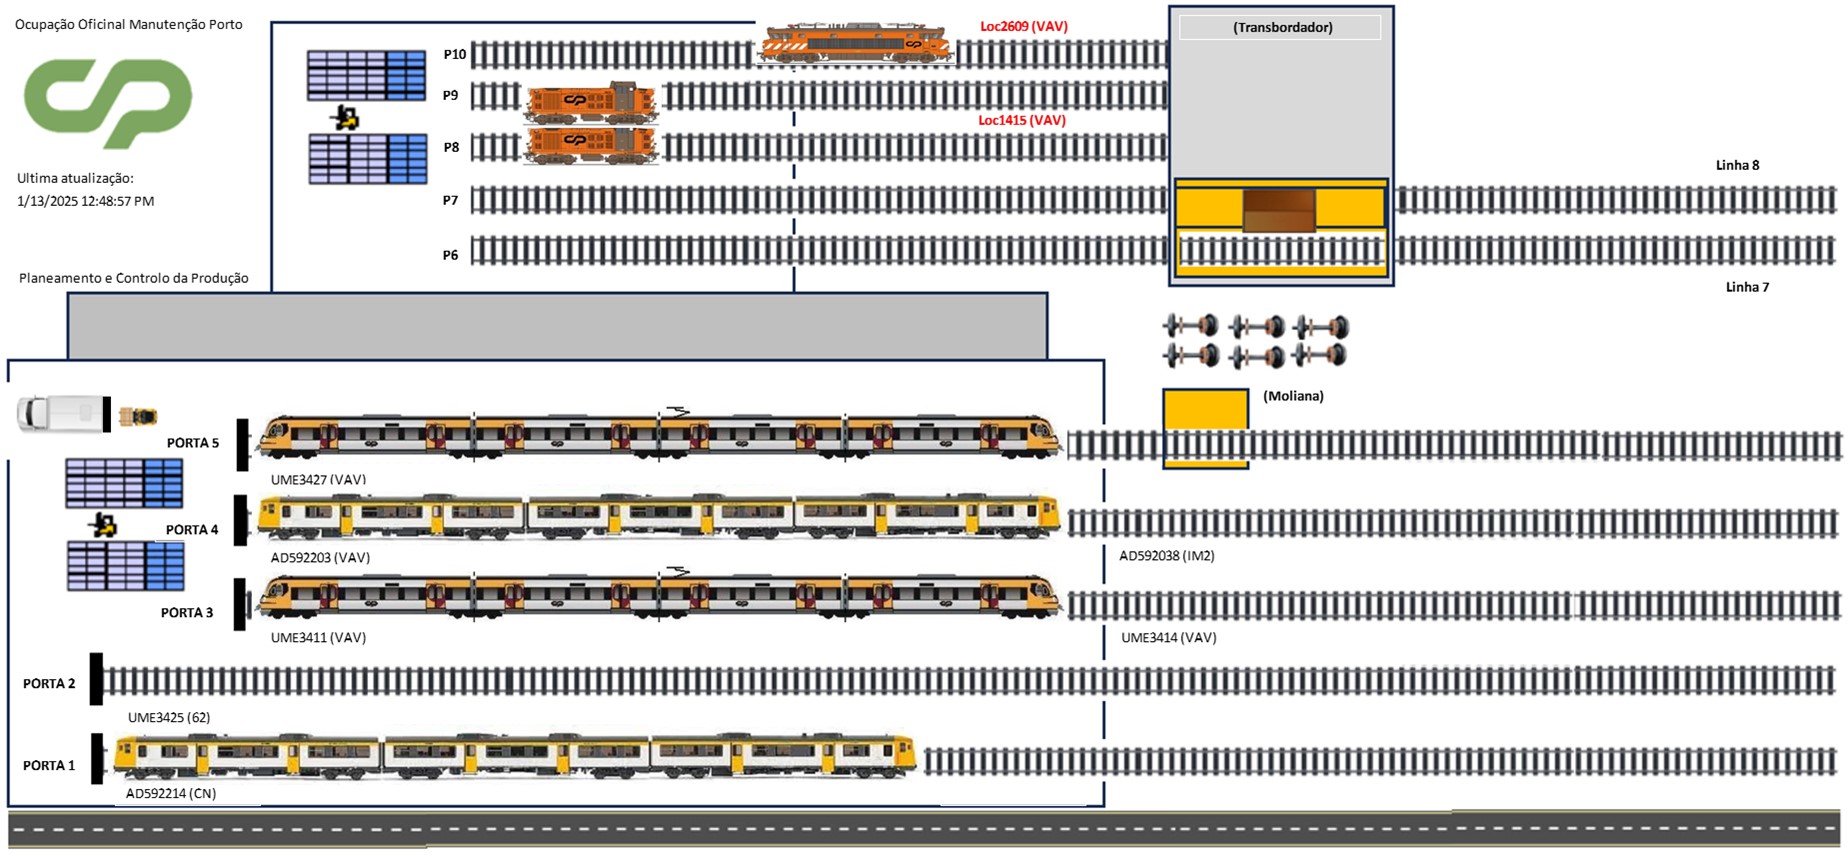 Ocupação Oficinal Manutenção Porto
Ultima atualização:
1/13/2025 12:48:57 PM
Planeamento e Controlo da Produção
P10
Loc2609 (VAV)
P9
Loc1415 (VAV)
P8
P7
P6
(Transbordador)
Linha 8
Linha 7
(Moliana)
PORTA 5
UME3427 (VAV)
PORTA 4
AD592203 (VAV)
AD592038 (IM2)
PORTA 3
UME3411 (VAV)
UME3414 (VAV)
PORTA 2
UME3425 (62)
PORTA 1
AD592214 (CN)